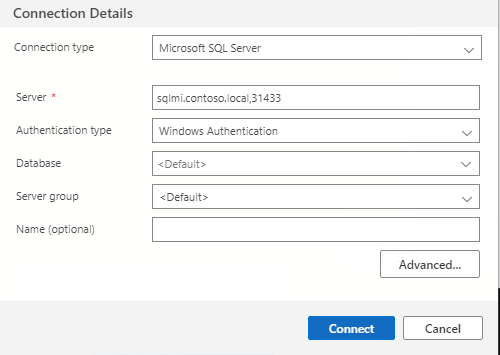 Connection Details
Connection type Microsoft SQL Server
Server * sqlmi.contoso.local,31433
Authentication type Windows Authentication
Database <Default>
Server group <Default>
Name (optional)
Advanced...
Connect Cancel